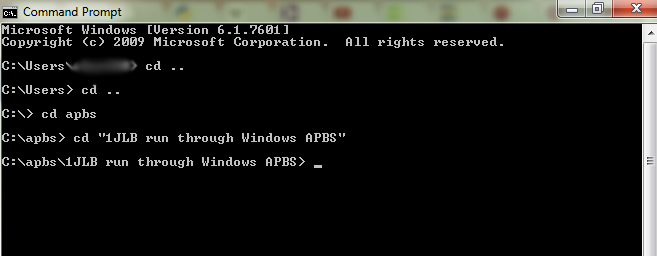 Command Prompt
Microsoft Windows [Version 6.1.7601]
Copyright (c) 2009 Microsoft Corporation.  All rights reserved.
C:\Users\> cd ..
C:\Users> cd ..
C:\> cd apbs
C:\apbs> cd "1JLB run through Windows APBS"
C:\apbs\1JLB run through Windows APBS> _